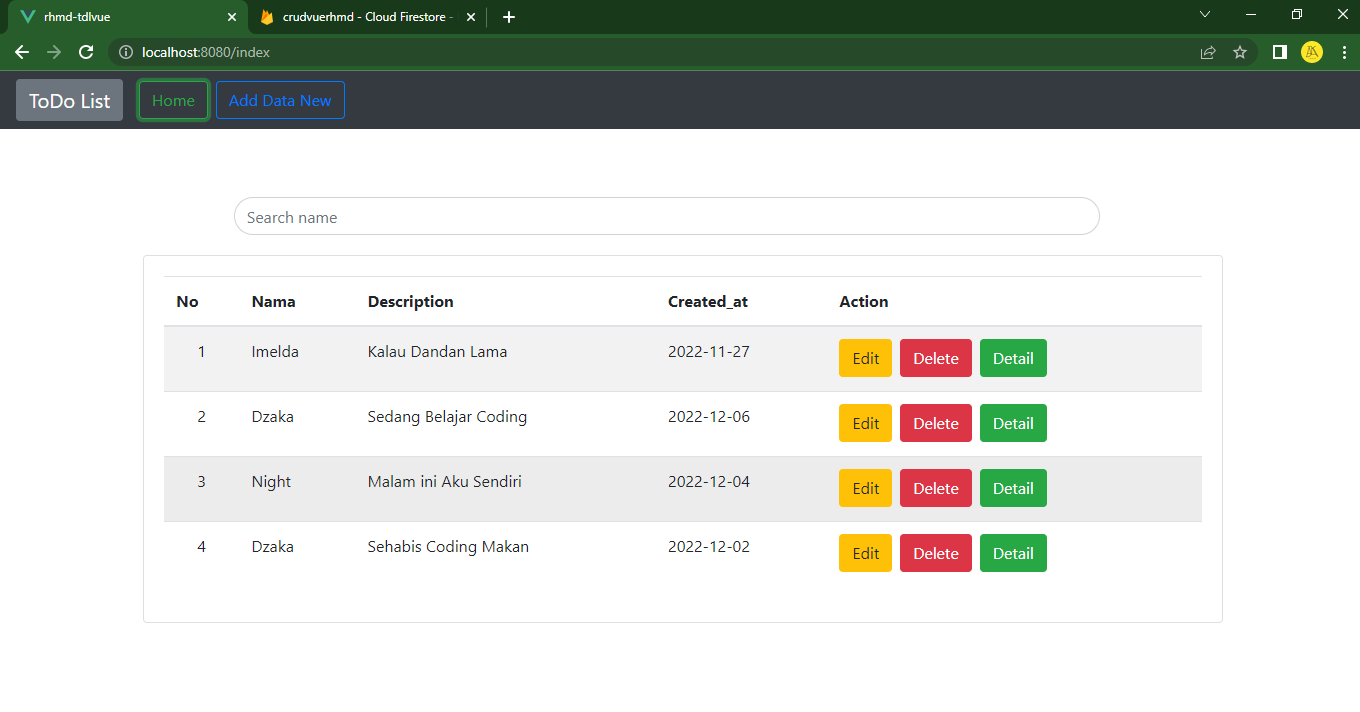 rhmd-tdlvue
crudvuerhmd - Cloud Firestore -
localhost:8080/index
ToDo List Home Add Data New
Search name
No Nama Description Created_at Action
1 Imelda Kalau Dandan Lama 2022-11-27 Edit Delete Detail
2 Dzaka Sedang Belajar Coding 2022-12-06 Edit Delete Detail
3 Night Malam ini Aku Sendiri 2022-12-04 Edit Delete Detail
4 Dzaka Sehabis Coding Makan 2022-12-02 Edit Delete Detail